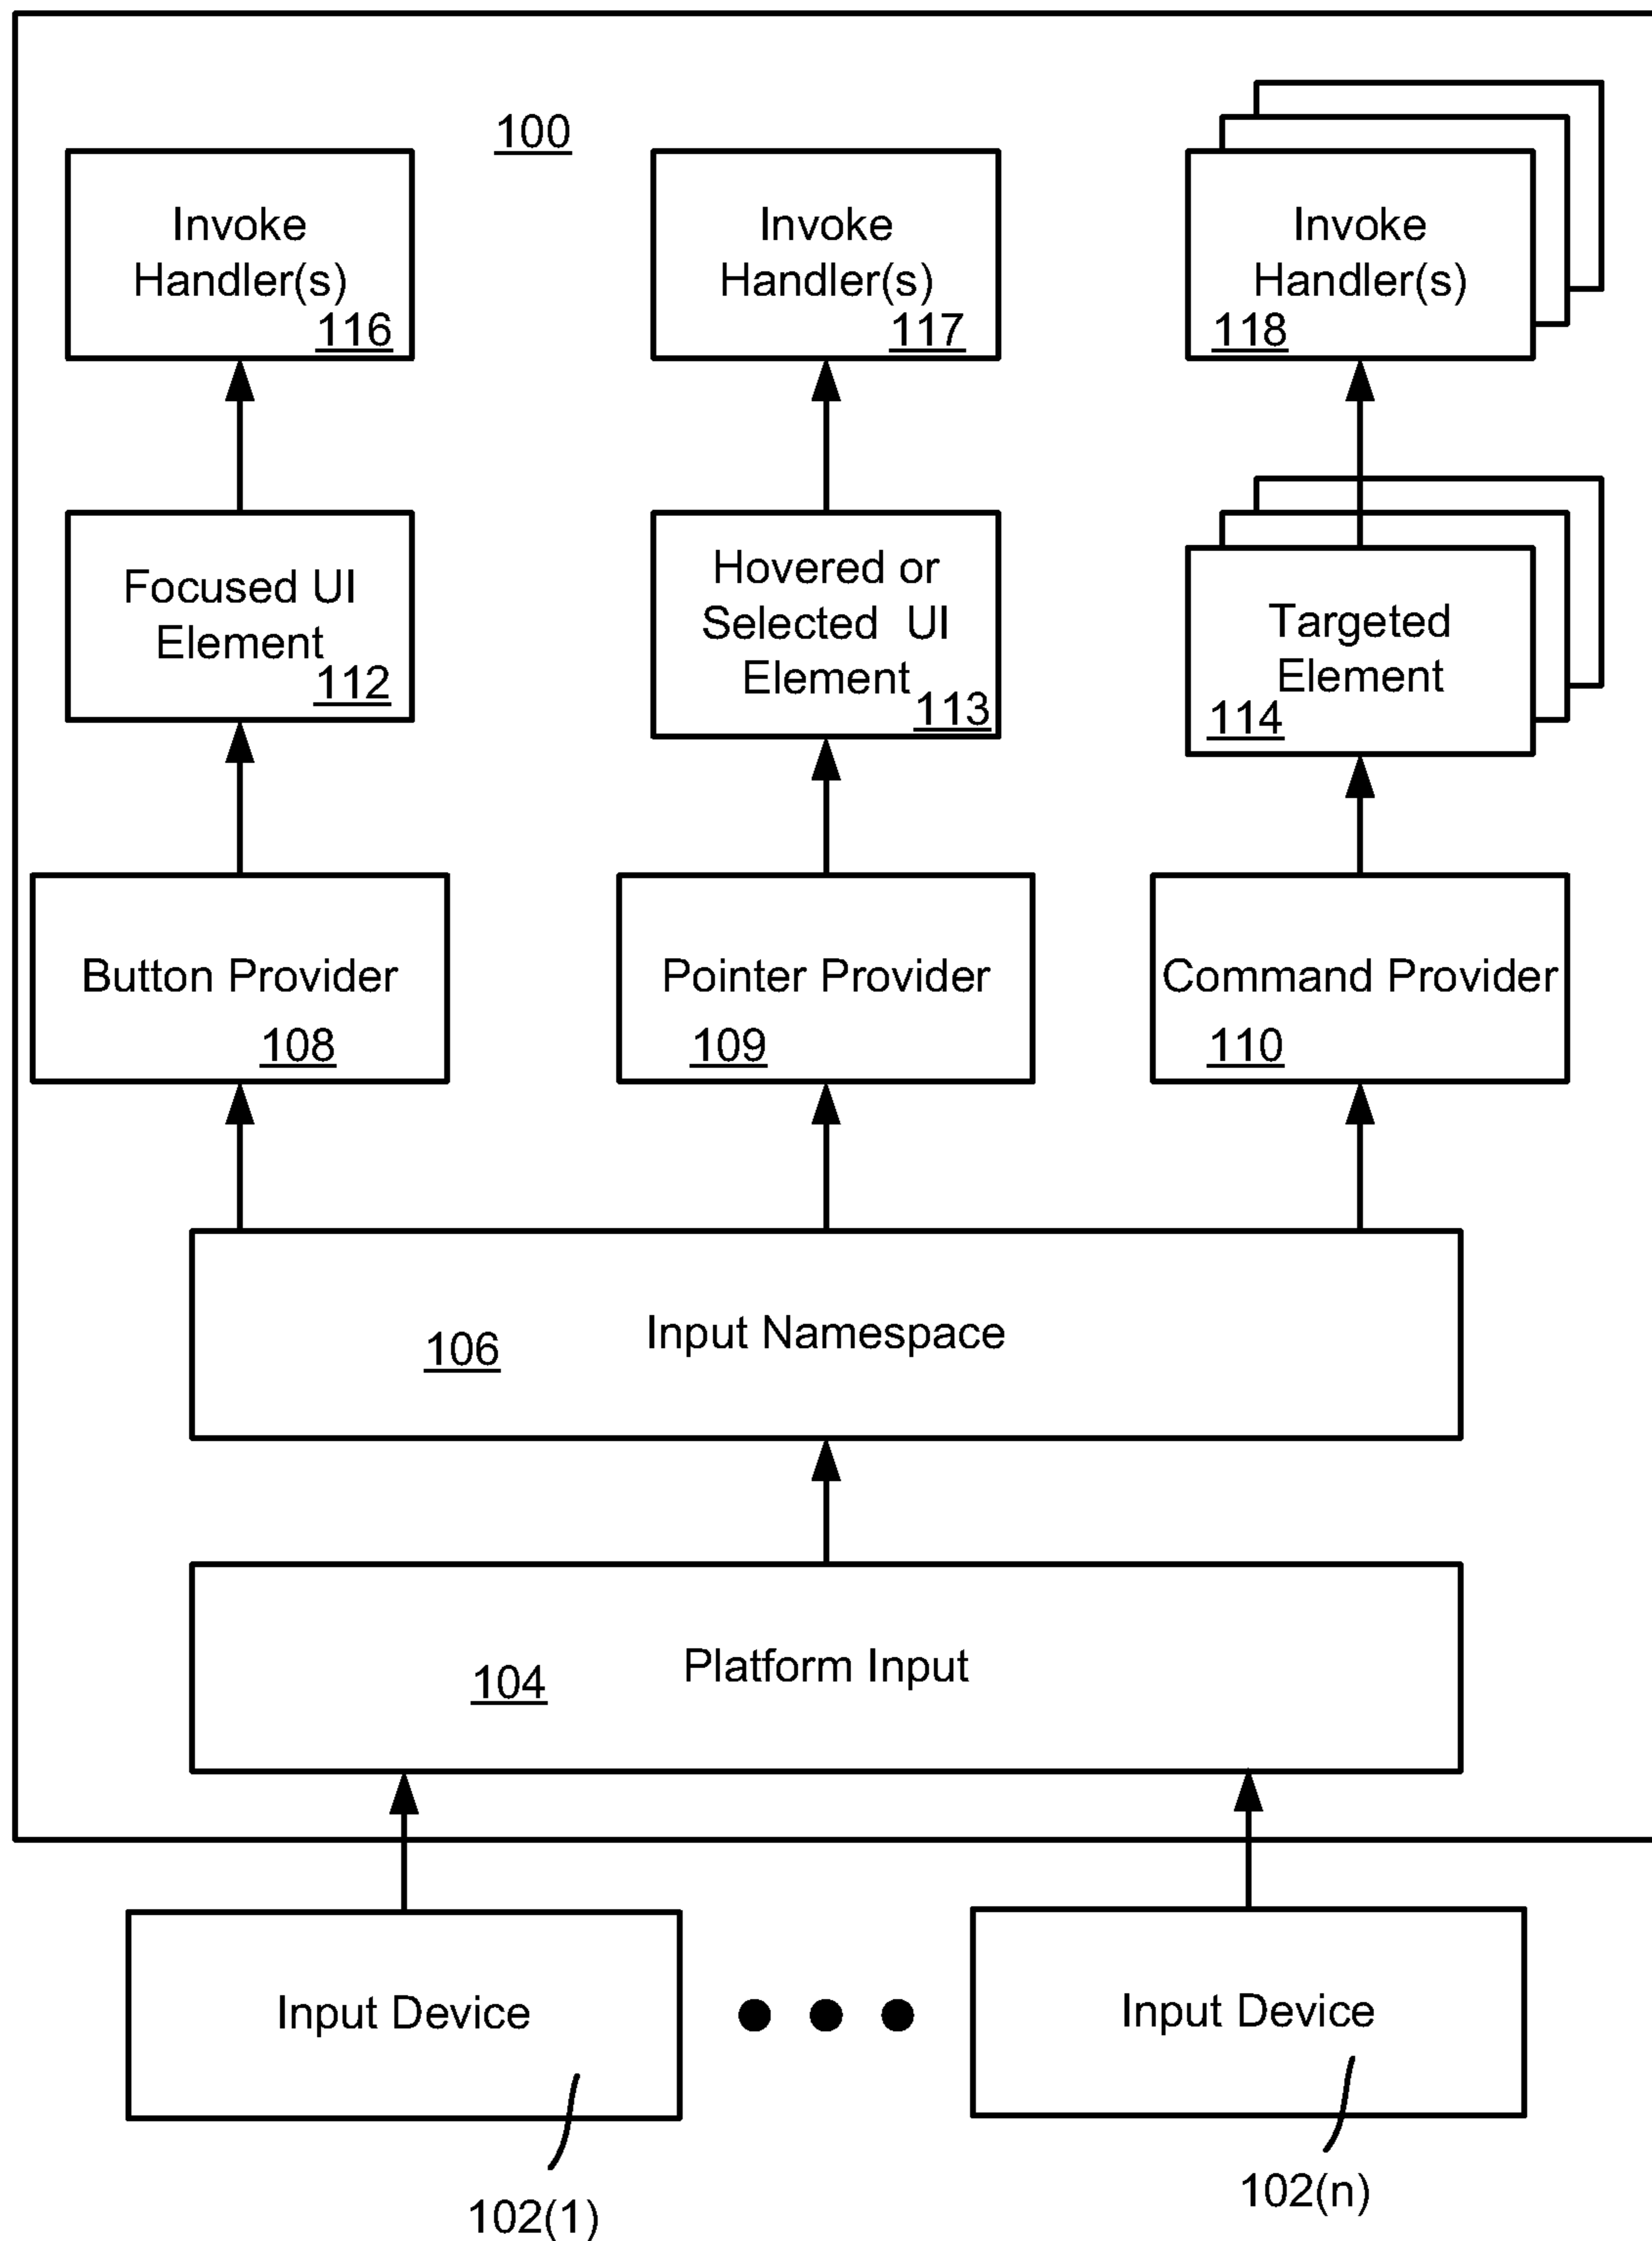 100
Invoke
Handler(s)
116
Invoke
Handler(s)
117
Invoke
Handler(s)
118
Focused UI
Element
112
Hovered or
Selected UI
Element
113
Targeted
Element
114
Button Provider
108
Pointer Provider
109
Command Provider
110
Input Namespace
106
Platform Input
104
Input Device
102(1)
Input Device
102(n)